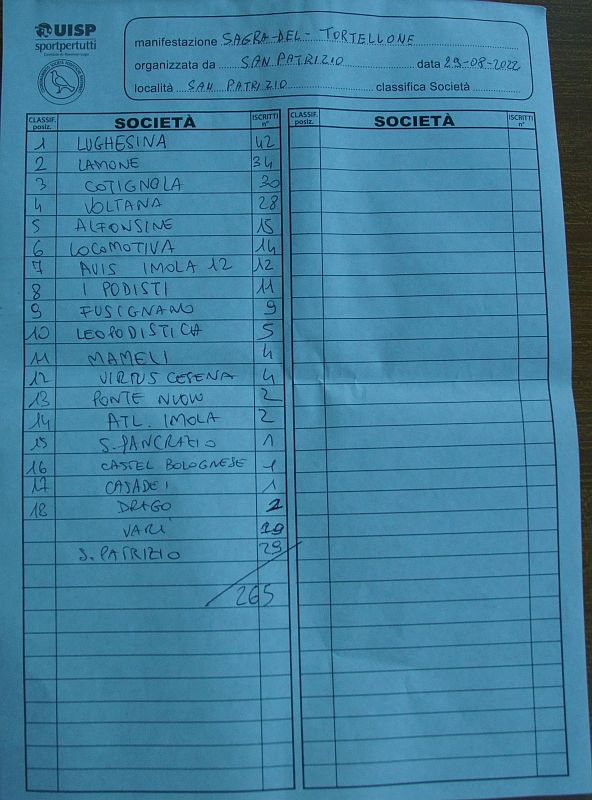 UISP
sportpertutti
manifestazione SAGRA-DEL-TORTELLONE
organizzata da SAN PATRIZIO data 29-08-2022
località SAN PATRIZIO classifica Società
CLASSIF. posiz. SOCIETÀ ISCRITTI n°
1 LUGHESINA 42
2 LAMONE 34
3 COTIGNOLA 30
4 VOLTANA 28
5 ALFONSINE 15
6 LOCOMOTIVA 14
7 AVIS IMOLA 12 12
8 I PODISTI 11
9 FUSIGNANO 9
10 LEOPODISTICA 5
11 MAMELI 4
12 VIRTUS CESENA 4
13 PONTE NUOVO 2
14 ATL. IMOLA 2
15 S. PANCRAZIO 1
16 CASTEL BOLOGNESE 1
17 CASADEI 1
18 DRAGO
VARI
S. PATRIZIO 29
265
CLASSIF. posiz. SOCIETÀ ISCRITTI n°